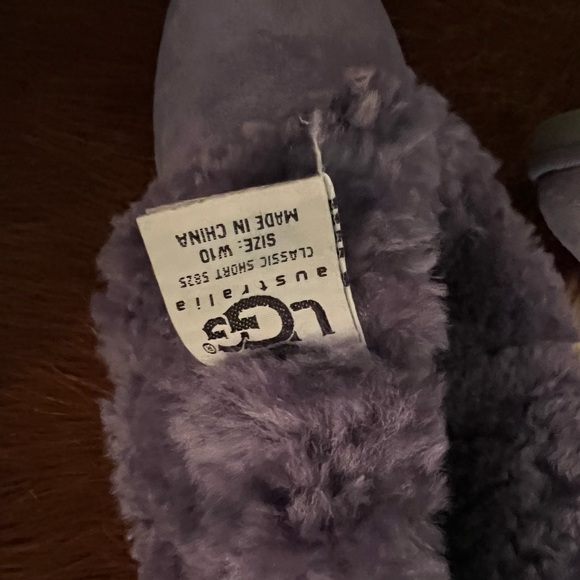 UGG®
australia
CLASSIC SHORT 5825
SIZE: W10
MADE IN CHINA